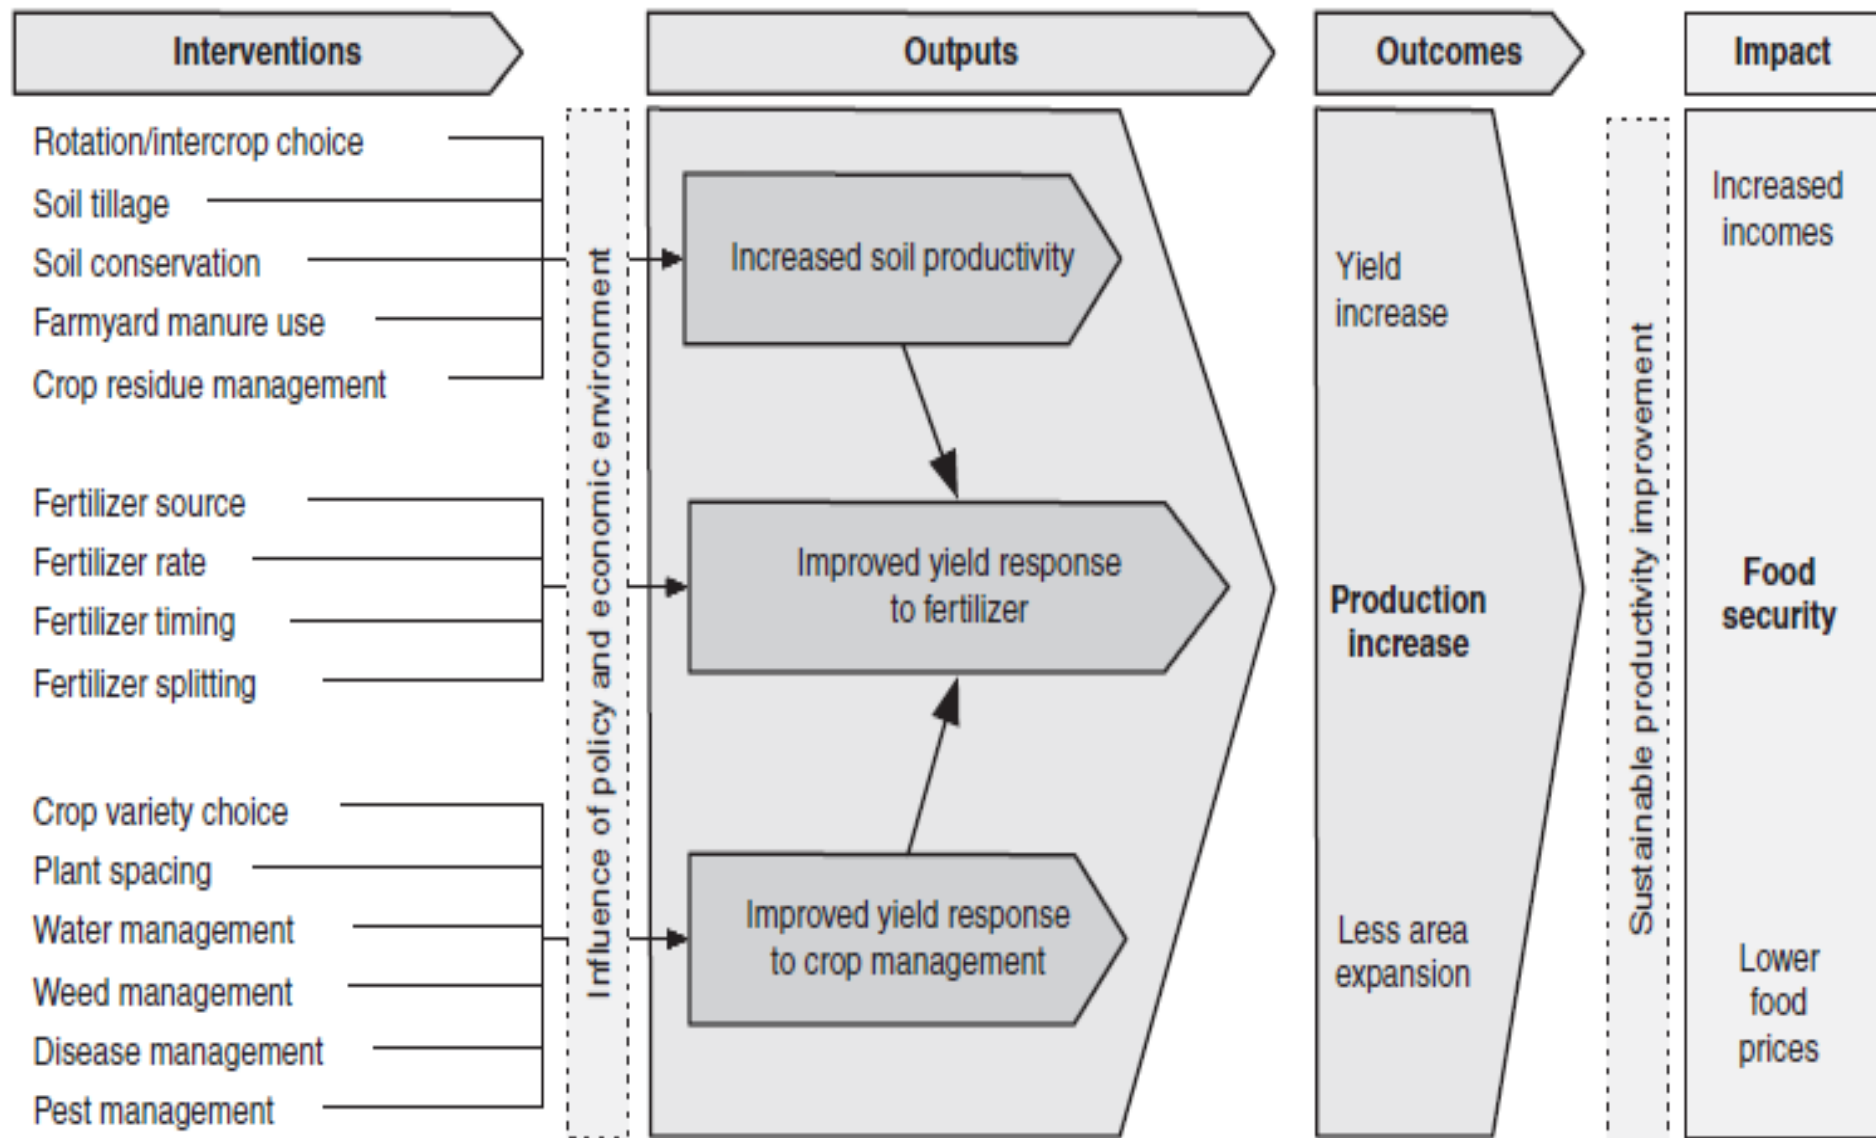 Interventions
Outputs
Outcomes
Impact
Rotation/intercrop choice
Soil tillage
Soil conservation
Farmyard manure use
Crop residue management
Fertilizer source
Fertilizer rate
Fertilizer timing
Fertilizer splitting
Crop variety choice
Plant spacing
Water management
Weed management
Disease management
Pest management
Influence of policy and economic environment
Increased soil productivity
Improved yield response
to fertilizer
Improved yield response
to crop management
Yield
increase
Production
increase
Less area
expansion
Sustainable productivity improvement
Increased
incomes
Food
security
Lower
food
prices